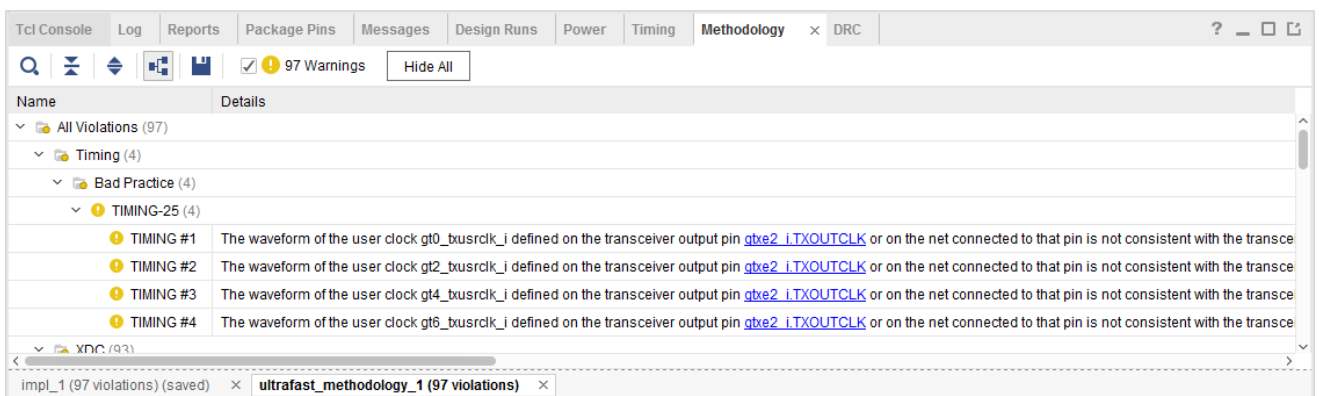 Tcl Console Log Reports Package Pins Messages Design Runs Power Timing Methodology × DRC ?
97 Warnings Hide All
Name Details
All Violations (97)
Timing (4)
Bad Practice (4)
TIMING-25 (4)
TIMING #1 The waveform of the user clock gt0_txusrclk_i defined on the transceiver output pin gtxe2_i.TXOUTCLK or on the net connected to that pin is not consistent with the transce
TIMING #2 The waveform of the user clock gt2_txusrclk_i defined on the transceiver output pin gtxe2_i.TXOUTCLK or on the net connected to that pin is not consistent with the transce
TIMING #3 The waveform of the user clock gt4_txusrclk_i defined on the transceiver output pin gtxe2_i.TXOUTCLK or on the net connected to that pin is not consistent with the transce
TIMING #4 The waveform of the user clock gt6_txusrclk_i defined on the transceiver output pin gtxe2_i.TXOUTCLK or on the net connected to that pin is not consistent with the transce
XDC (93)
impl_1 (97 violations) (saved) × ultrafast_methodology_1 (97 violations) ×